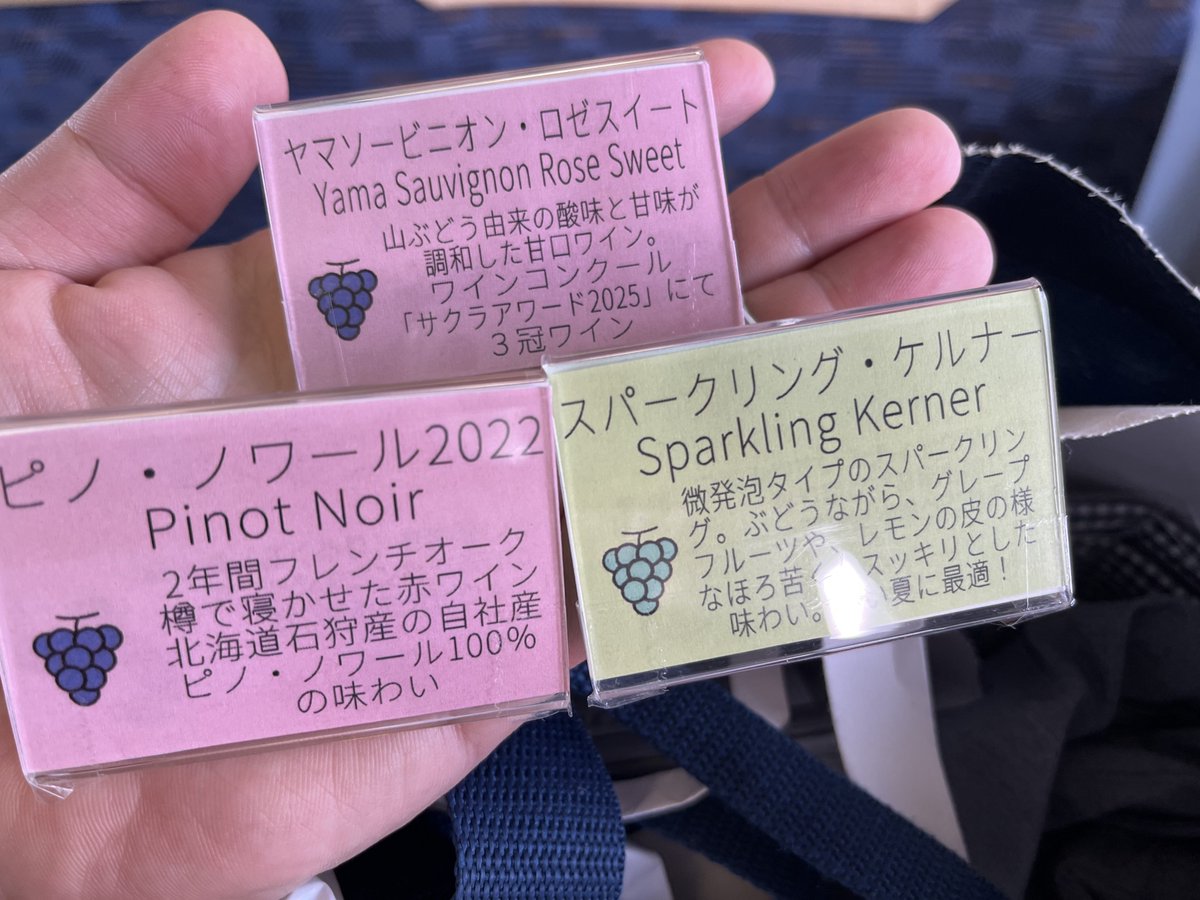 ヤマソービニオン・ロゼスイート
Yama Sauvignon Rose Sweet
山ぶどう由来の酸味と甘味が
調和した甘口ワイン。
ワインコンクール
「サクラアワード2025」にて
３冠ワイン
ピノ・ノワール2022
Pinot Noir
2年間フレンチオーク
樽で寝かせた赤ワイン
北海道石狩産の自社産
ピノ・ノワール100%
の味わい
スパークリング・ケルナー
Sparkling Kerner
微発泡タイプのスパークリン
グ。ぶどうながら、グレープ
フルーツや、レモンの皮の様
なほろ苦く、スッキリとした
味わい。い夏に最適！